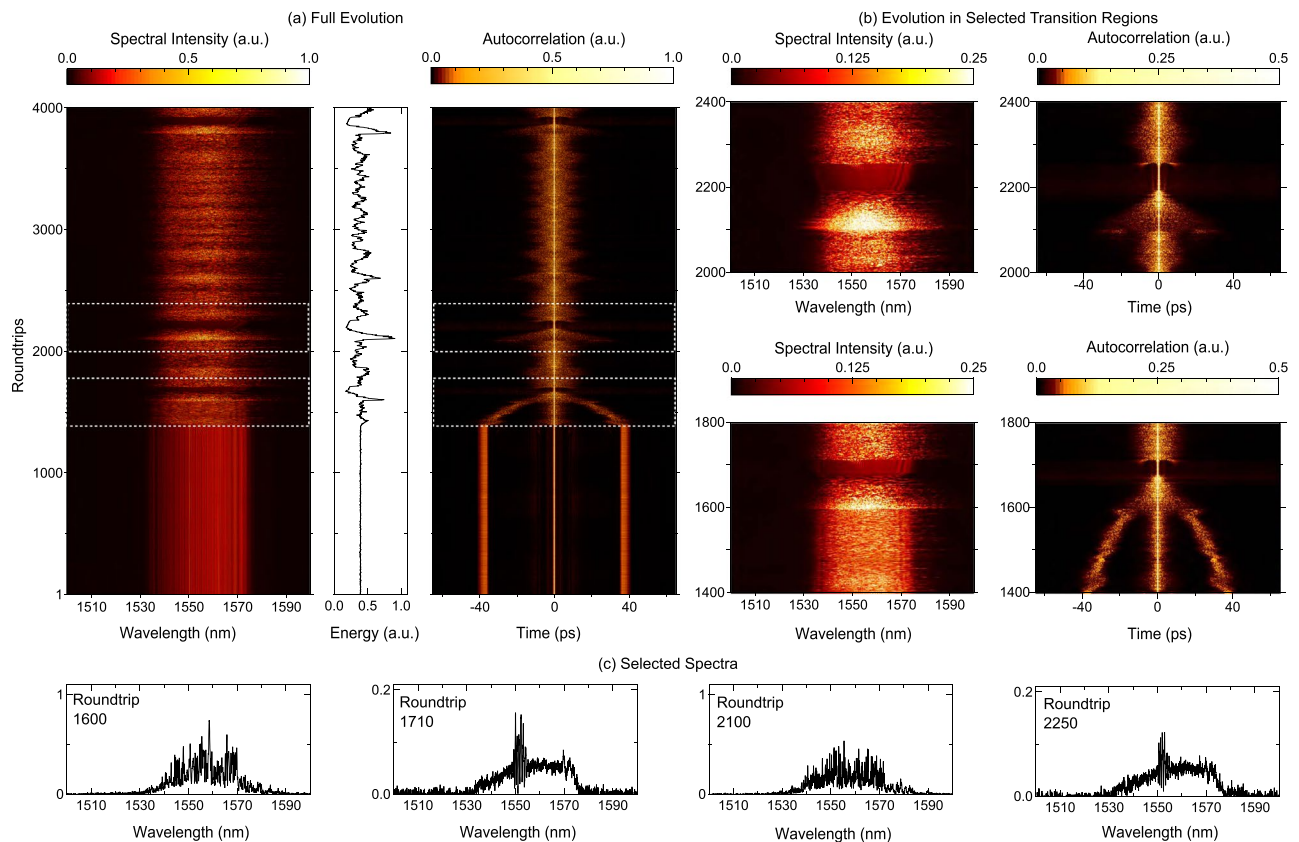 (a) Full Evolution
Spectral Intensity (a.u.)
0.0 0.5 1.0
Autocorrelation (a.u.)
0.0 0.5 1.0
Roundtrips
4000
3000
2000
1000
1
1510 1530 1550 1570 1590
Wavelength (nm)
0.0 0.5 1.0
Energy (a.u.)
-40 0 40
Time (ps)
(b) Evolution in Selected Transition Regions
Spectral Intensity (a.u.)
0.0 0.125 0.25
Autocorrelation (a.u.)
0.0 0.25 0.5
2400
2200
2000
1510 1530 1550 1570 1590
Wavelength (nm)
2400
2200
2000
-40 0 40
Time (ps)
Spectral Intensity (a.u.)
0.0 0.125 0.25
Autocorrelation (a.u.)
0.0 0.25 0.5
1800
1600
1400
1510 1530 1550 1570 1590
Wavelength (nm)
1800
1600
1400
-40 0 40
Time (ps)
(c) Selected Spectra
1
0
Roundtrip
1600
1510 1530 1550 1570 1590
Wavelength (nm)
0.2
0.0
Roundtrip
1710
1510 1530 1550 1570 1590
Wavelength (nm)
1
0
Roundtrip
2100
1510 1530 1550 1570 1590
Wavelength (nm)
0.2
0.0
Roundtrip
2250
1510 1530 1550 1570 1590
Wavelength (nm)